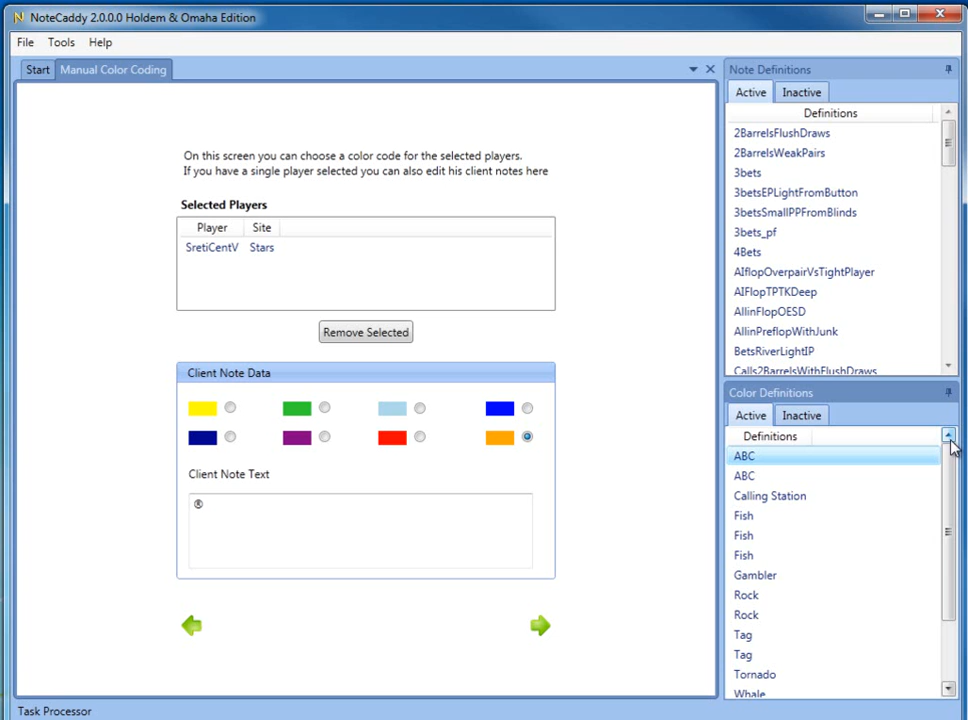 NoteCaddy 2.0.0.0 Holdem & Omaha Edition
File Tools Help
Start Manual Color Coding
On this screen you can choose a color code for the selected players.
If you have a single player selected you can also edit his client notes here
Selected Players
Player Site
SretiCentV Stars
Remove Selected
Client Note Data
Client Note Text
®
Note Definitions
Active Inactive
Definitions
2BarrelsFlushDraws
2BarrelsWeakPairs
3bets
3betsEPLightFromButton
3betsSmallPPFromBlinds
3bets_pf
4Bets
AIflopOverpairVsTightPlayer
AIFlopTPTKDeep
AllinFlopOESD
AllinPreflopWithJunk
BetsRiverLightIP
Calls2BarrelsWithFlushDraws
Color Definitions
Active Inactive
Definitions
ABC
ABC
Calling Station
Fish
Fish
Fish
Gambler
Rock
Rock
Tag
Tag
Tornado
Whale
Task Processor